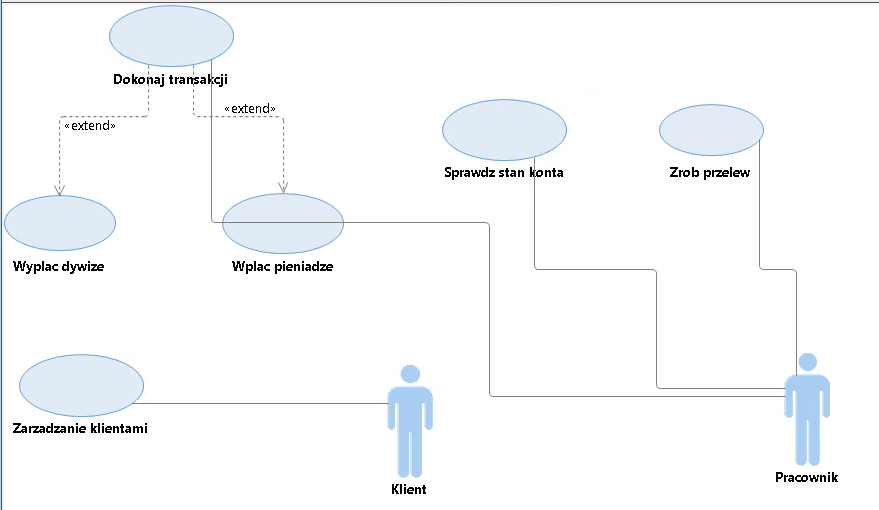 Dokonaj transakcji
«extend»
«extend»
Sprawdz stan konta
Zrob przelew
Wyplac dywize
Wplac pieniadze
Zarzadzanie klientami
Klient
Pracownik